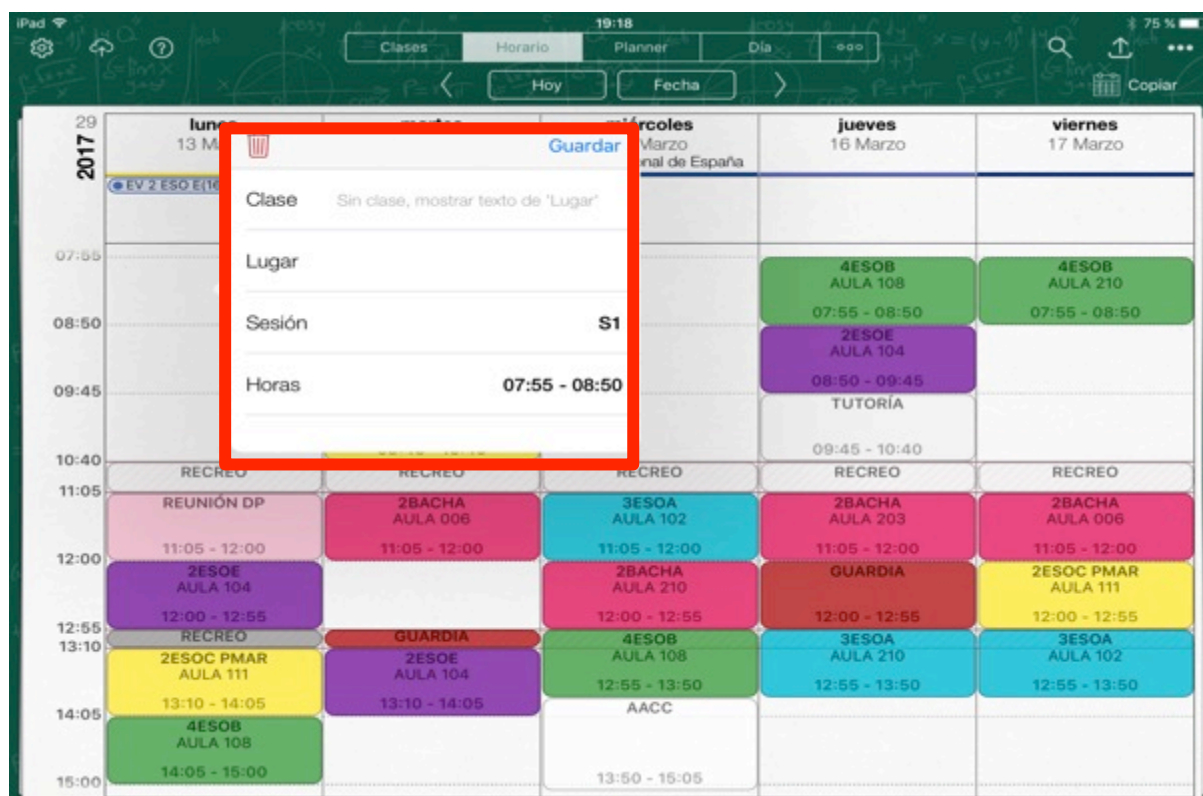 iPad 19:18 75 %
Clases Horario Planner Día
Hoy Fecha Copiar
29
2017
lunes
13 M
miércoles
Marzo
nal de España
jueves
16 Marzo
viernes
17 Marzo
EV 2 ESO E(16
Guardar
Clase Sin clase, mostrar texto de 'Lugar'
Lugar
Sesión S1
Horas 07:55 - 08:50
07:55
4ESOB 4ESOB
AULA 108 AULA 210
07:55 - 08:50 07:55 - 08:50
08:50
2ESOE
AULA 104
08:50 - 09:45
09:45
TUTORÍA
09:45 - 10:40
10:40
RECREO RECREO RECREO RECREO RECREO
11:05
REUNIÓN DP 2BACHA 3ESOA 2BACHA 2BACHA
AULA 006 AULA 102 AULA 203 AULA 006
11:05 - 12:00 11:05 - 12:00 11:05 - 12:00 11:05 - 12:00 11:05 - 12:00
12:00
2ESOE 2BACHA GUARDIA 2ESOC PMAR
AULA 104 AULA 210 AULA 111
12:00 - 12:55 12:00 - 12:55 12:00 - 12:55 12:00 - 12:55
12:55
RECREO GUARDIA 4ESOB 3ESOA 3ESOA
13:10
2ESOC PMAR 2ESOE AULA 108 AULA 210 AULA 102
AULA 111 AULA 104
12:55 - 13:50 12:55 - 13:50 12:55 - 13:50
13:10 - 14:05 13:10 - 14:05
AACC
14:05
4ESOB
AULA 108
14:05 - 15:00 13:50 - 15:05
15:00